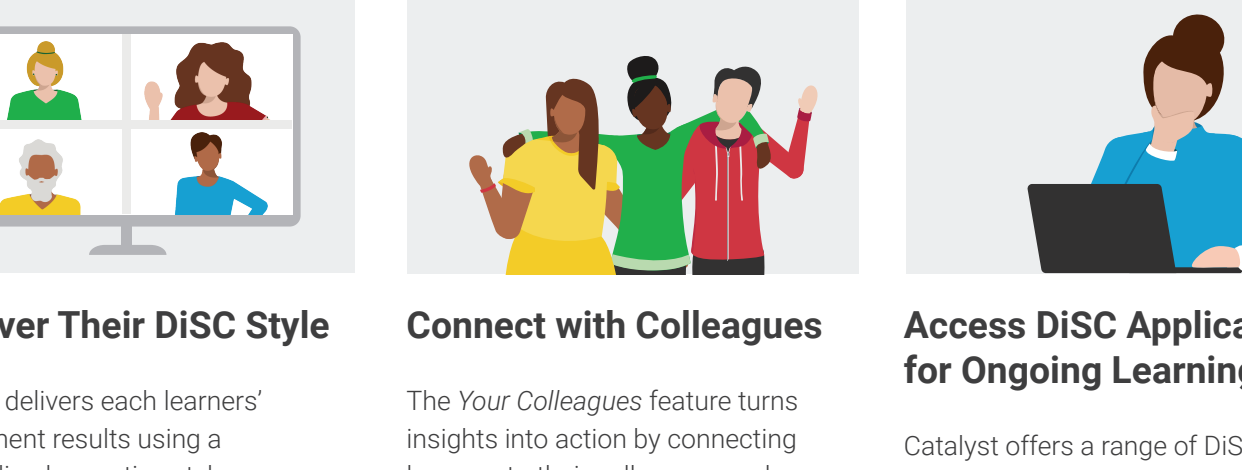 ver Their DiSC Style
delivers each learners'
ment results using a
Connect with Colleagues
The Your Colleagues feature turns
insights into action by connecting
Access DiSC Applica
for Ongoing Learning
Catalyst offers a range of DiS